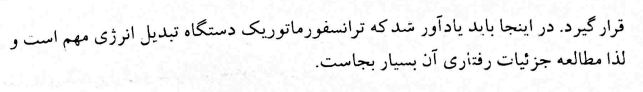 قرار گیرد. در اینجا باید یادآور شد که ترانسفورماتوریک دستگاه تبدیل انرژی مهم است و
لذا مطالعه جزئیات رفتاری آن بسیار بجاست.